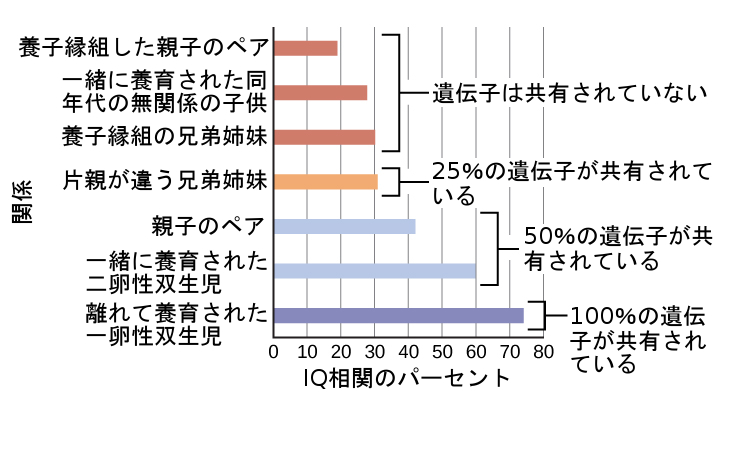 養子縁組した親子のペア
一緒に養育された同
年代の無関係の子供
養子縁組の兄弟姉妹
片親が違う兄弟姉妹
親子のペア
一緒に養育された
二卵性双生児
離れて養育された
一卵性双生児
関係
遺伝子は共有されていない
25%の遺伝子が共有されて
いる
50%の遺伝子が共
有されている
100%の遺伝
子が共有され
ている
0 10 20 30 40 50 60 70 80
IQ相関のパーセント